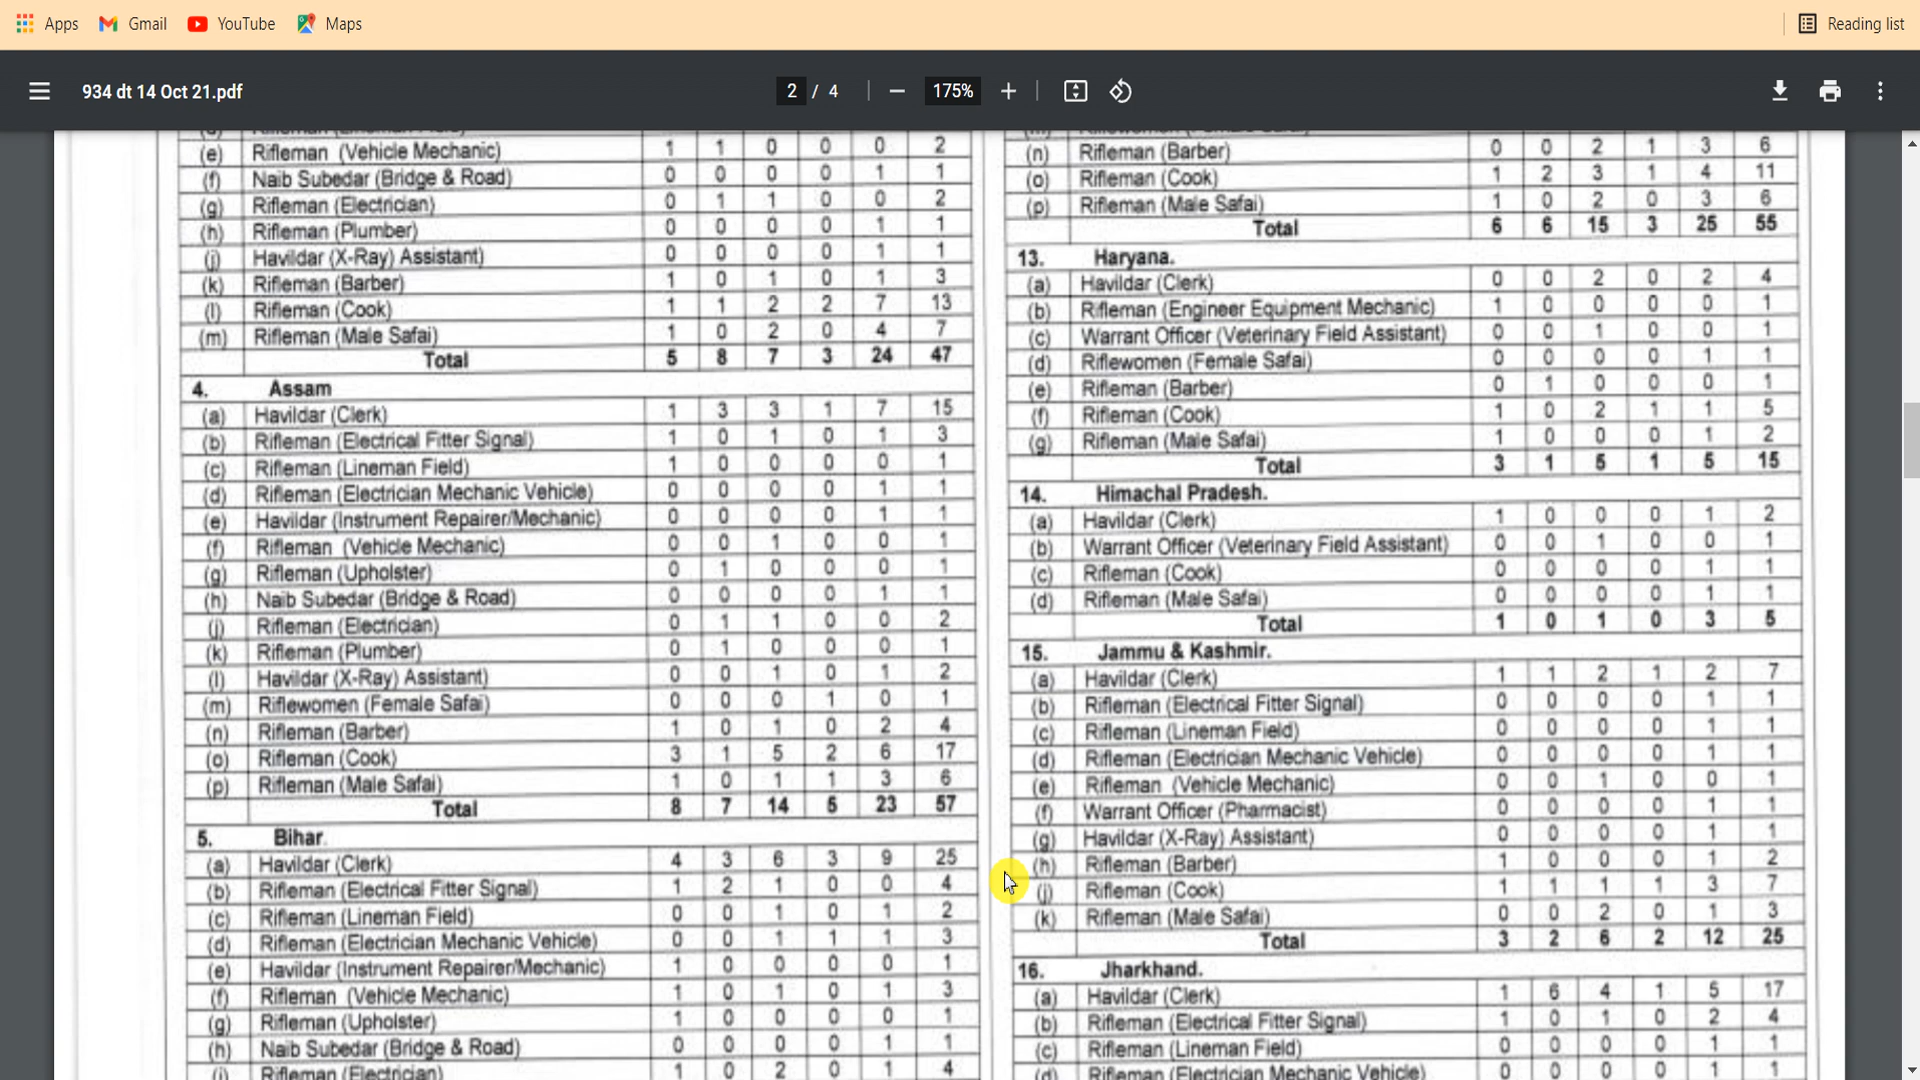 Apps Gmail YouTube Maps Reading list
934 dt 14 Oct 21.pdf 2 / 4 175%
(e) Rifleman (Vehicle Mechanic) 1 1 0 0 0 2
(f) Naib Subedar (Bridge & Road) 0 0 0 0 1 1
(g) Rifleman (Electrician) 0 1 1 0 0 2
(h) Rifleman (Plumber) 0 0 0 0 1 1
(j) Havildar (X-Ray) Assistant) 0 0 0 0 1 1
(k) Rifleman (Barber) 1 0 1 0 1 3
(l) Rifleman (Cook) 1 1 2 2 7 13
(m) Rifleman (Male Safai) 1 0 2 0 4 7
Total 5 8 7 3 24 47
4. Assam
(a) Havildar (Clerk) 1 3 3 1 7 15
(b) Rifleman (Electrical Fitter Signal) 1 0 1 0 1 3
(c) Rifleman (Lineman Field) 1 0 0 0 0 1
(d) Rifleman (Electrician Mechanic Vehicle) 0 0 0 0 1 1
(e) Havildar (Instrument Repairer/Mechanic) 0 0 0 0 1 1
(f) Rifleman (Vehicle Mechanic) 0 0 1 0 0 1
(g) Rifleman (Upholster) 0 1 0 0 0 1
(h) Naib Subedar (Bridge & Road) 0 0 0 0 1 1
(j) Rifleman (Electrician) 0 1 1 0 0 2
(k) Rifleman (Plumber) 0 1 0 0 0 1
(l) Havildar (X-Ray) Assistant) 0 0 1 0 1 2
(m) Riflewomen (Female Safai) 0 0 0 1 0 1
(n) Rifleman (Barber) 1 0 1 0 2 4
(o) Rifleman (Cook) 3 1 5 2 6 17
(p) Rifleman (Male Safai) 1 0 1 1 3 6
Total 8 7 14 5 23 57
5. Bihar.
(a) Havildar (Clerk) 4 3 6 3 9 25
(b) Rifleman (Electrical Fitter Signal) 1 2 1 0 0 4
(c) Rifleman (Lineman Field) 0 0 1 0 1 2
(d) Rifleman (Electrician Mechanic Vehicle) 0 0 1 1 1 3
(e) Havildar (Instrument Repairer/Mechanic) 1 0 0 0 0 1
(f) Rifleman (Vehicle Mechanic) 1 0 1 0 1 3
(g) Rifleman (Upholster) 1 0 0 0 0 1
(h) Naib Subedar (Bridge & Road) 0 0 0 0 1 1
Rifleman (Electrician) 1 0 2 0 1 4
(n) Rifleman (Barber) 0 0 2 1 3 6
(o) Rifleman (Cook) 1 2 3 1 4 11
(p) Rifleman (Male Safai) 1 0 2 0 3 6
Total 6 6 15 3 25 55
13. Haryana.
(a) Havildar (Clerk) 0 0 2 0 2 4
(b) Rifleman (Engineer Equipment Mechanic) 1 0 0 0 0 1
(c) Warrant Officer (Veterinary Field Assistant) 0 0 1 0 0 1
(d) Riflewomen (Female Safai) 0 0 0 0 1 1
(e) Rifleman (Barber) 0 1 0 0 0 1
(f) Rifleman (Cook) 1 0 2 1 1 5
(g) Rifleman (Male Safai) 1 0 0 0 1 2
Total 3 1 5 1 5 15
14. Himachal Pradesh.
(a) Havildar (Clerk) 1 0 0 0 1 2
(b) Warrant Officer (Veterinary Field Assistant) 0 0 1 0 0 1
(c) Rifleman (Cook) 0 0 0 0 1 1
(d) Rifleman (Male Safai) 0 0 0 0 1 1
Total 1 0 1 0 3 5
15. Jammu & Kashmir.
(a) Havildar (Clerk) 1 1 2 1 2 7
(b) Rifleman (Electrical Fitter Signal) 0 0 0 0 1 1
(c) Rifleman (Lineman Field) 0 0 0 0 1 1
(d) Rifleman (Electrician Mechanic Vehicle) 0 0 0 0 1 1
(e) Rifleman (Vehicle Mechanic) 0 0 1 0 0 1
(f) Warrant Officer (Pharmacist) 0 0 0 0 1 1
(g) Havildar (X-Ray) Assistant) 0 0 0 0 1 1
(h) Rifleman (Barber) 1 0 0 0 1 2
(j) Rifleman (Cook) 1 1 1 1 3 7
(k) Rifleman (Male Safai) 0 0 2 0 1 3
Total 3 2 6 2 12 25
16. Jharkhand.
(a) Havildar (Clerk) 1 6 4 1 5 17
(b) Rifleman (Electrical Fitter Signal) 1 0 1 0 2 4
(c) Rifleman (Lineman Field) 0 0 0 0 1 1
(d) Rifleman (Electrician Mechanic Vehicle) 0 0 0 0 1 1